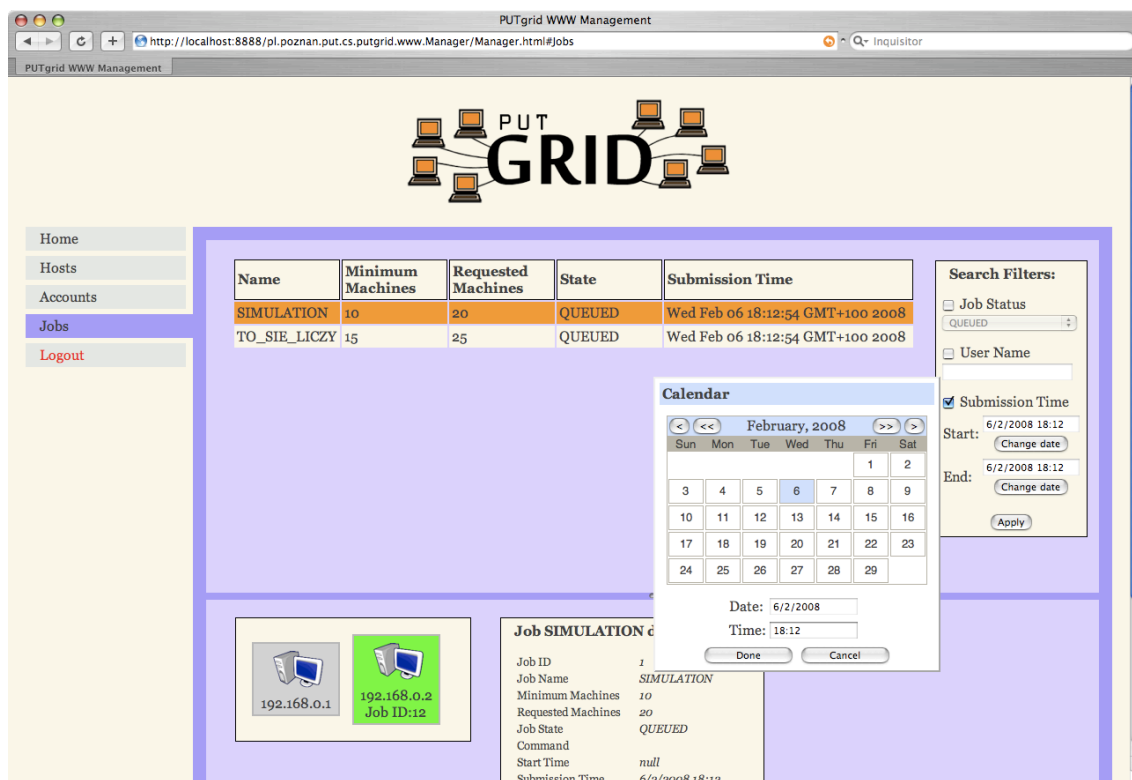 PUTgrid WWW Management
http://localhost:8888/pl.poznan.put.cs.putgrid.www.Manager/Manager.html#Jobs
Inquisitor
PUTgrid WWW Management
PUT
GRID
Home
Hosts
Accounts
Jobs
Logout
Name Minimum Machines Requested Machines State Submission Time
SIMULATION 10 20 QUEUED Wed Feb 06 18:12:54 GMT+100 2008
TO_SIE_LICZY 15 25 QUEUED Wed Feb 06 18:12:54 GMT+100 2008
Search Filters:
Job Status
QUEUED
User Name
Submission Time
Start: 6/2/2008 18:12
Change date
End: 6/2/2008 18:12
Change date
Apply
Calendar
< << February, 2008 >> >
Sun Mon Tue Wed Thu Fri Sat
1 2
3 4 5 6 7 8 9
10 11 12 13 14 15 16
17 18 19 20 21 22 23
24 25 26 27 28 29
Date: 6/2/2008
Time: 18:12
Done Cancel
192.168.0.1
192.168.0.2
Job ID:12
Job SIMULATION d
Job ID 1
Job Name SIMULATION
Minimum Machines 10
Requested Machines 20
Job State QUEUED
Command
Start Time null
Submission Time 6/2/2008 18:12